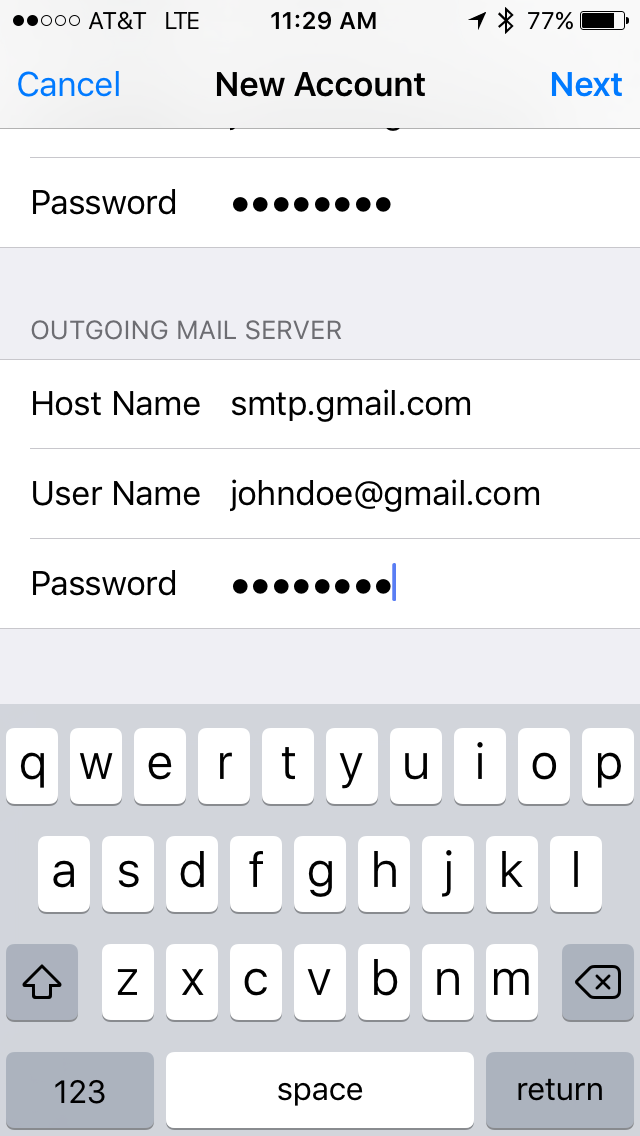 AT&T LTE 11:29 AM 77%
Cancel New Account Next
Password ●●●●●●●●
OUTGOING MAIL SERVER
Host Name smtp.gmail.com
User Name johndoe@gmail.com
Password ●●●●●●●●
q w e r t y u i o p
a s d f g h j k l
z x c v b n m
123 space return